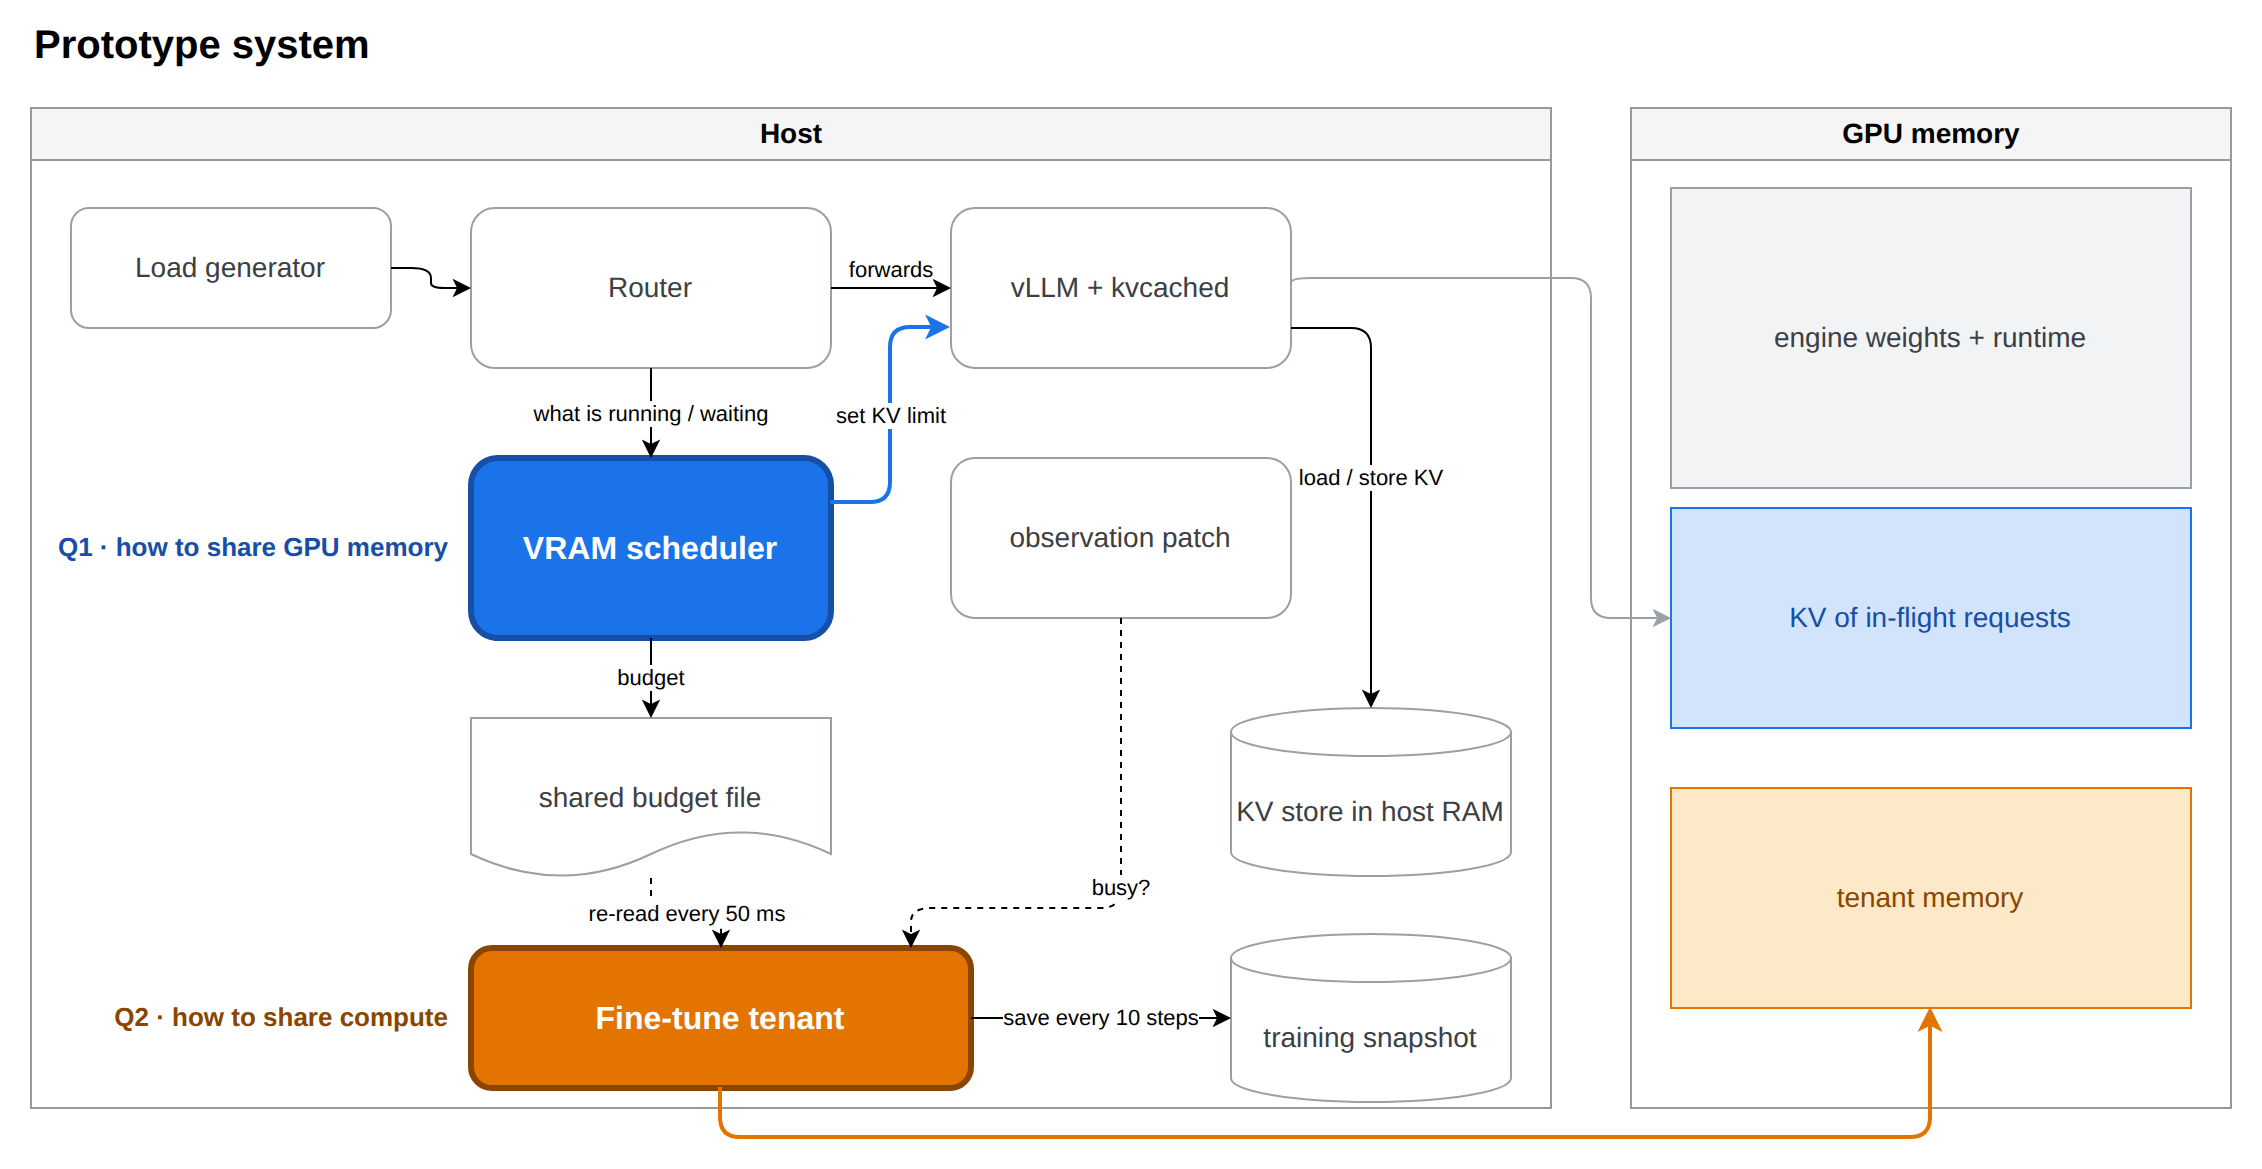 Prototype system
Host
GPU memory
Load generator
Router
forwards
vLLM + kvcached
engine weights + runtime
what is running / waiting
set KV limit
load / store KV
Q1 · how to share GPU memory
VRAM scheduler
observation patch
KV of in-flight requests
budget
shared budget file
KV store in host RAM
busy?
re-read every 50 ms
tenant memory
Q2 · how to share compute
Fine-tune tenant
save every 10 steps
training snapshot